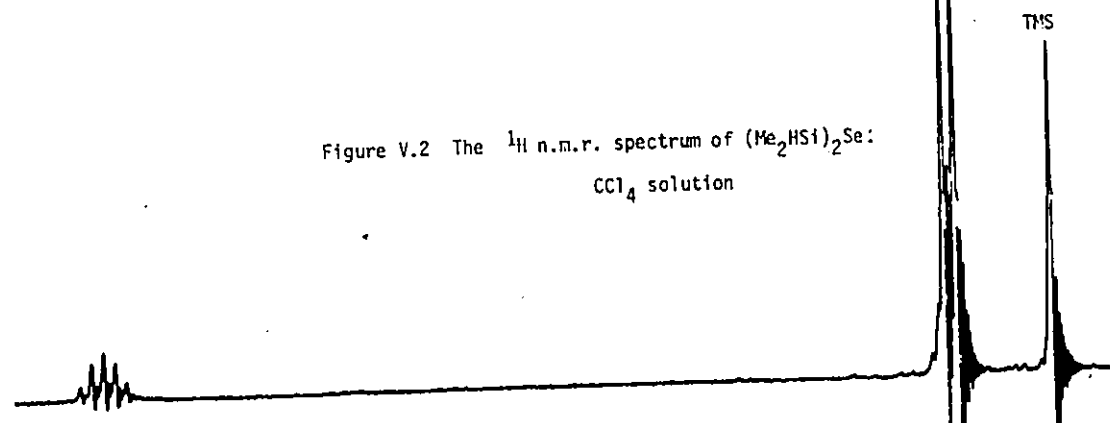 TMS
Figure V.2 The ¹H n.m.r. spectrum of (Me₂HSi)₂Se:
CCl₄ solution